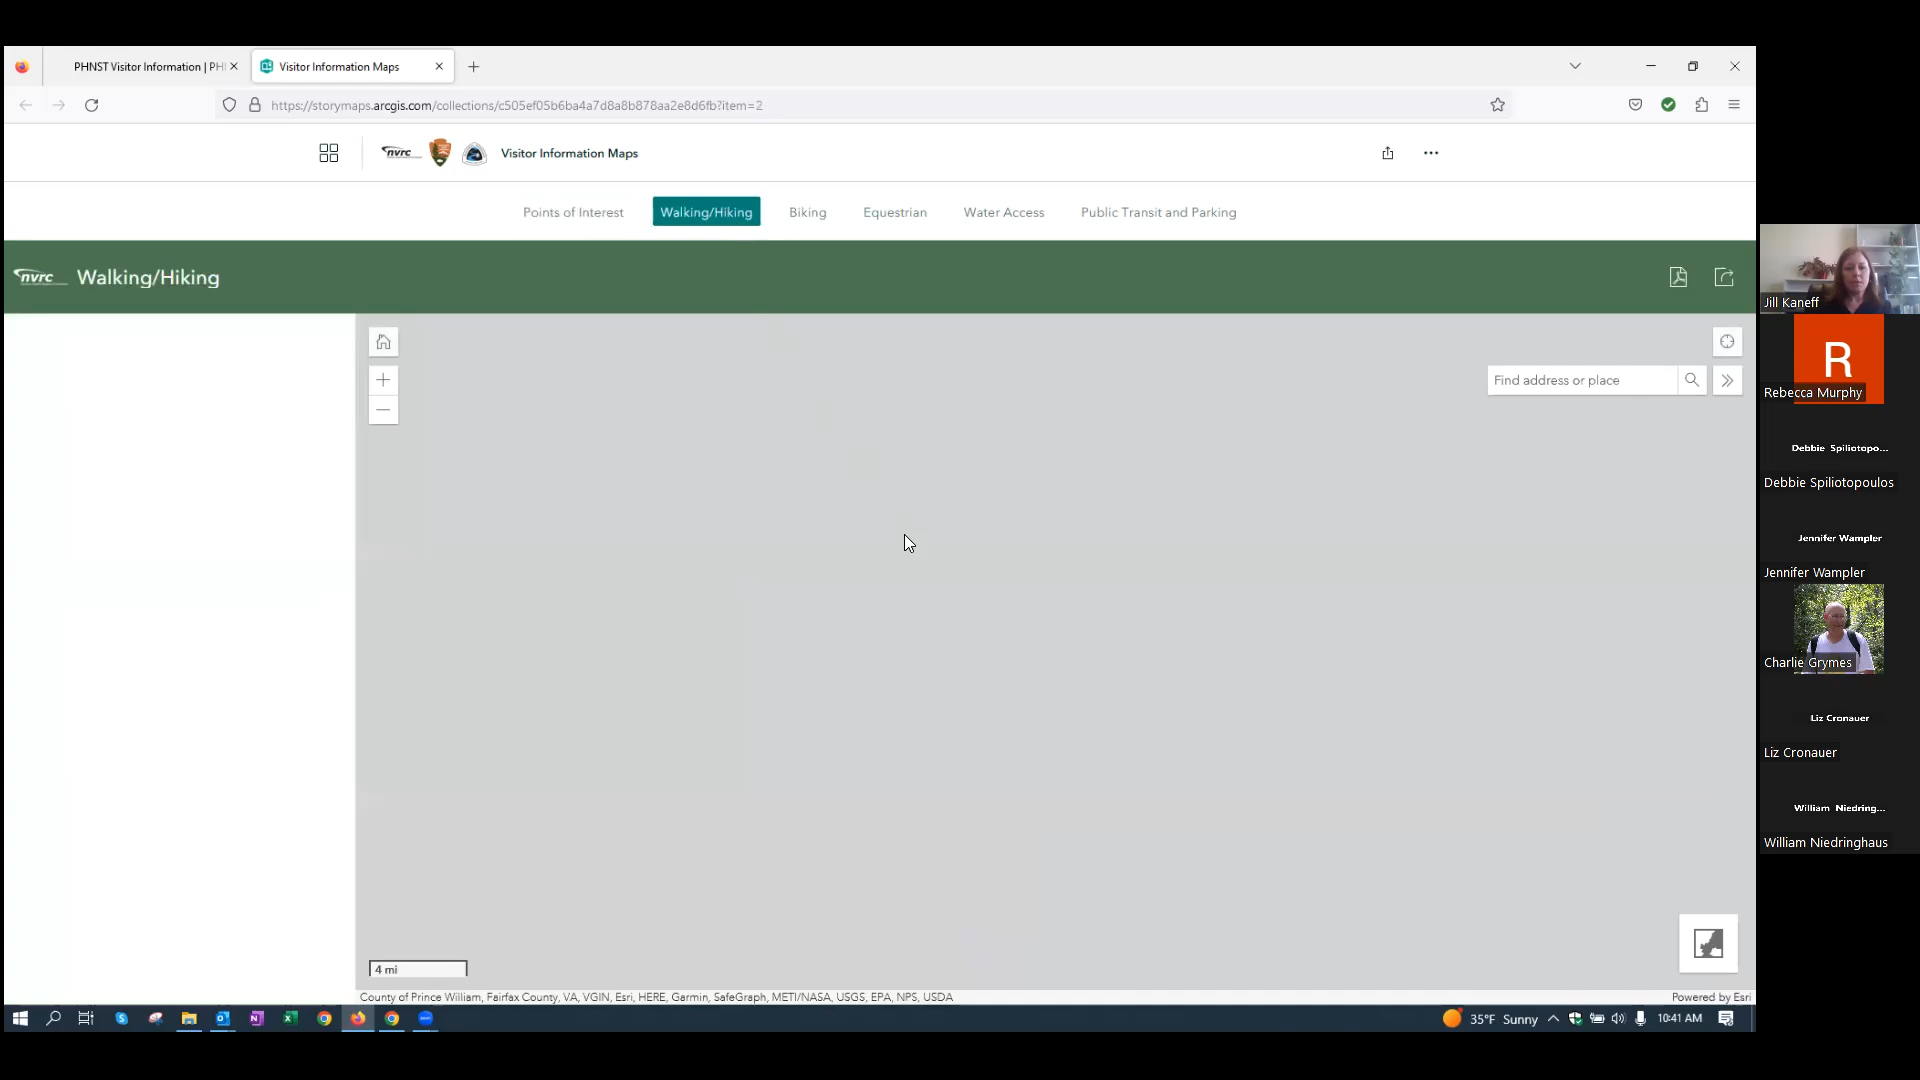 PHNST Visitor Information | PH
Visitor Information Maps
https://storymaps.arcgis.com/collections/c505ef05b6ba4a7d8a8b878aa2e8d6fb?item=2
nvrc
Visitor Information Maps
Points of Interest
Walking/Hiking
Biking
Equestrian
Water Access
Public Transit and Parking
nvrc
Walking/Hiking
Find address or place
4 mi
County of Prince William, Fairfax County, VA, VGIN, Esri, HERE, Garmin, SafeGraph, METI/NASA, USGS, EPA, NPS, USDA
Powered by Esri
35°F Sunny
10:41 AM
Jill Kaneff
R
Rebecca Murphy
Debbie Spiliotopo...
Debbie Spiliotopoulos
Jennifer Wampler
Jennifer Wampler
Charlie Grymes
Liz Cronauer
Liz Cronauer
William Niedring...
William Niedringhaus